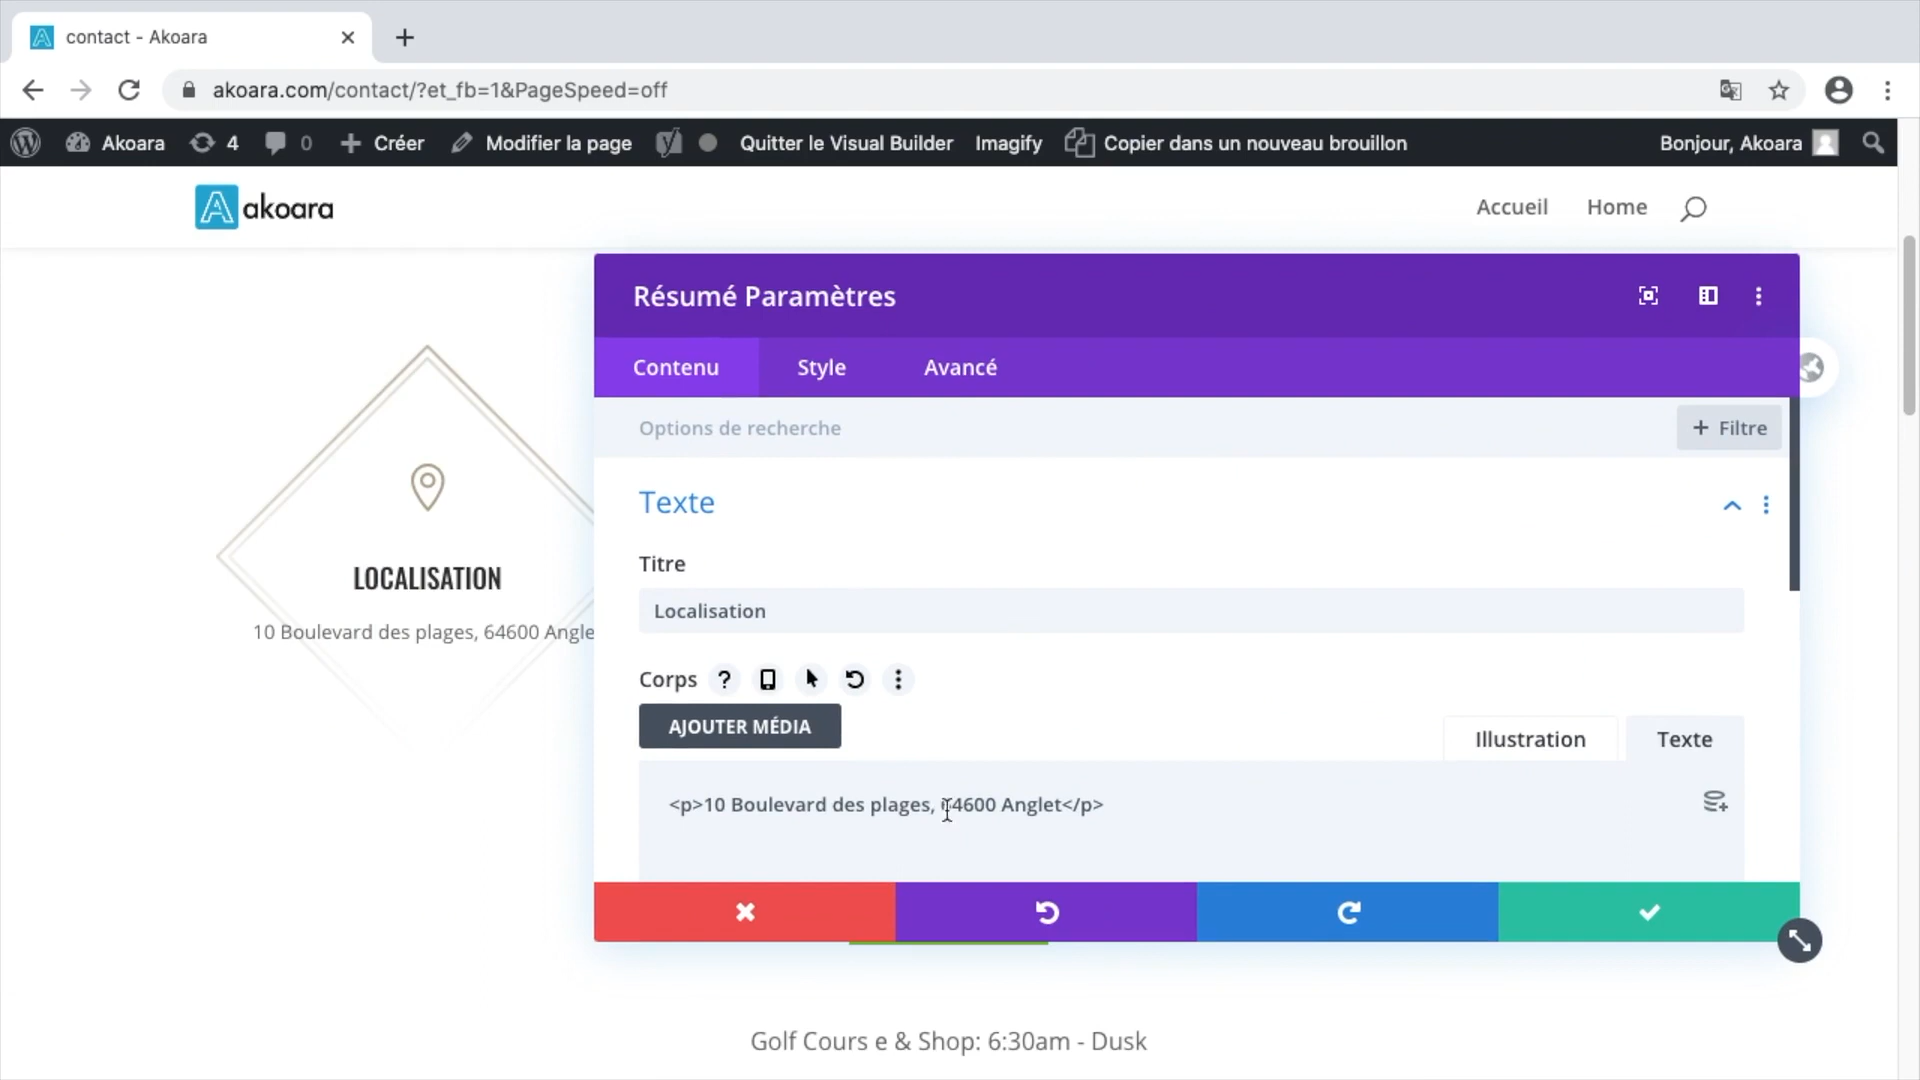 contact - Akoara
akoara.com/contact/?et_fb=1&PageSpeed=off
Akoara 4 0 Créer Modifier la page Quitter le Visual Builder Imagify Copier dans un nouveau brouillon Bonjour, Akoara
akoara Accueil Home
Résumé Paramètres
Contenu Style Avancé
Options de recherche + Filtre
Texte
Titre
Localisation
Corps ?
AJOUTER MÉDIA
Illustration Texte
<p>10 Boulevard des plages, 64600 Anglet</p>
LOCALISATION
10 Boulevard des plages, 64600 Angle
Golf Cours e & Shop: 6:30am - Dusk